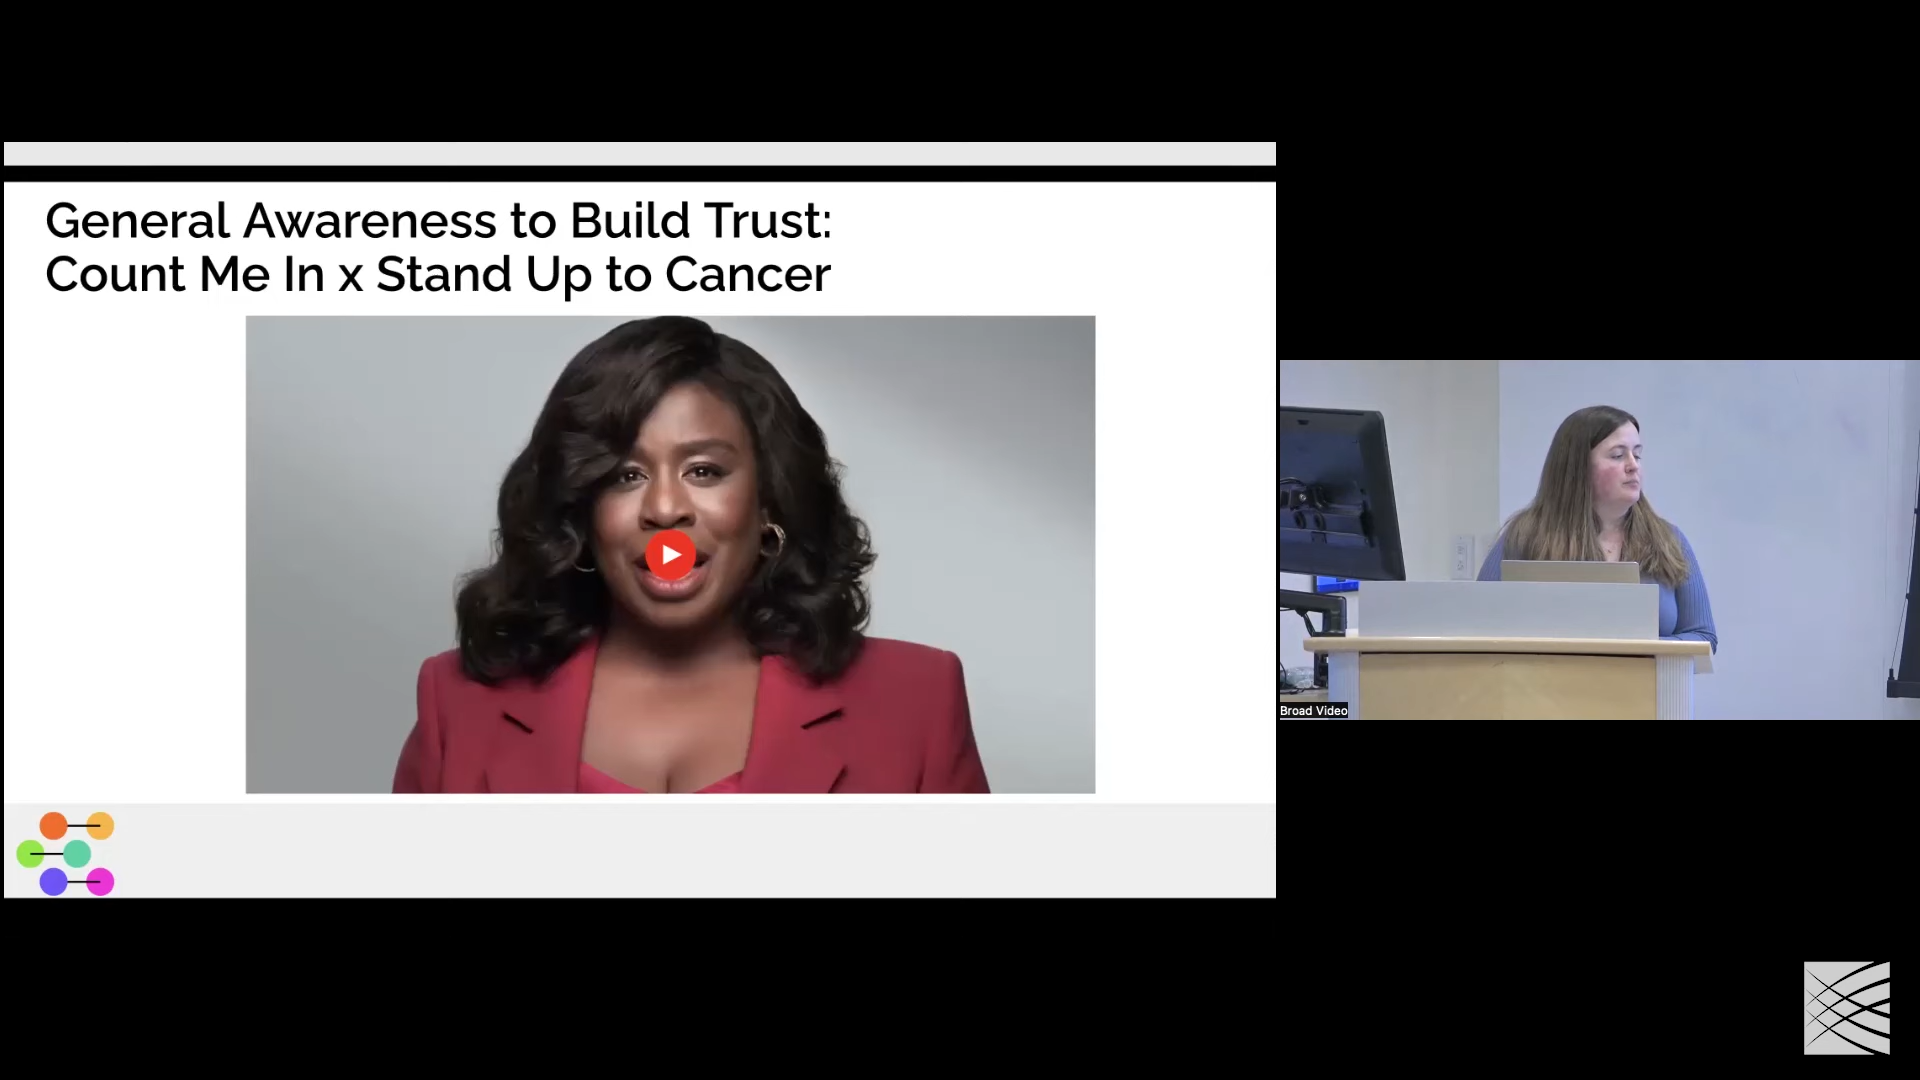 General Awareness to Build Trust:
Count Me In x Stand Up to Cancer
Broad Video